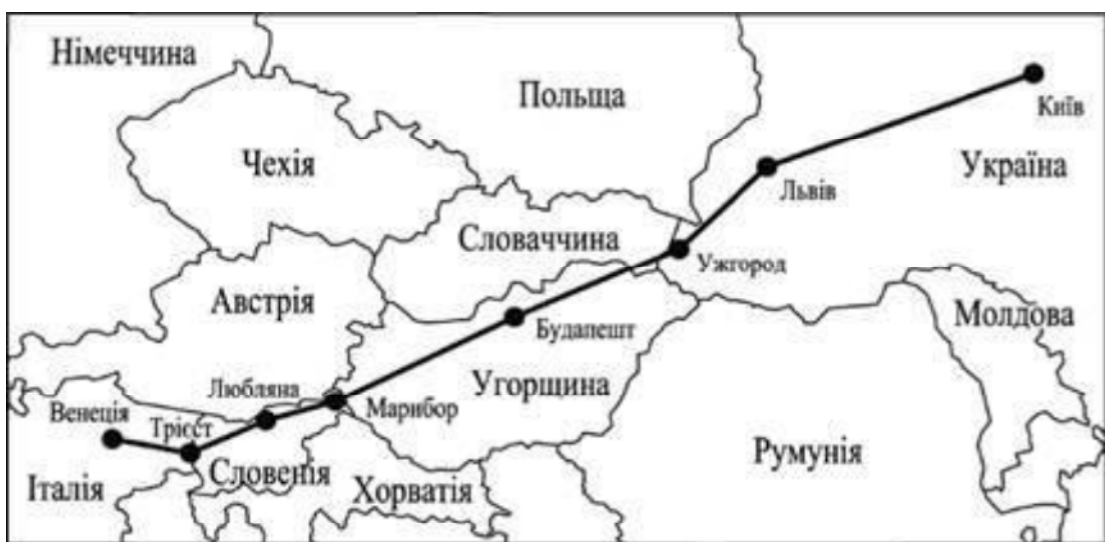 Німеччина
Польща
Київ
Чехія
Україна
Львів
Словаччина
Ужгород
Австрія
Будапешт
Молдова
Любляна
Угорщина
Марибор
Венеція
Трієст
Румунія
Словенія
Італія
Хорватія